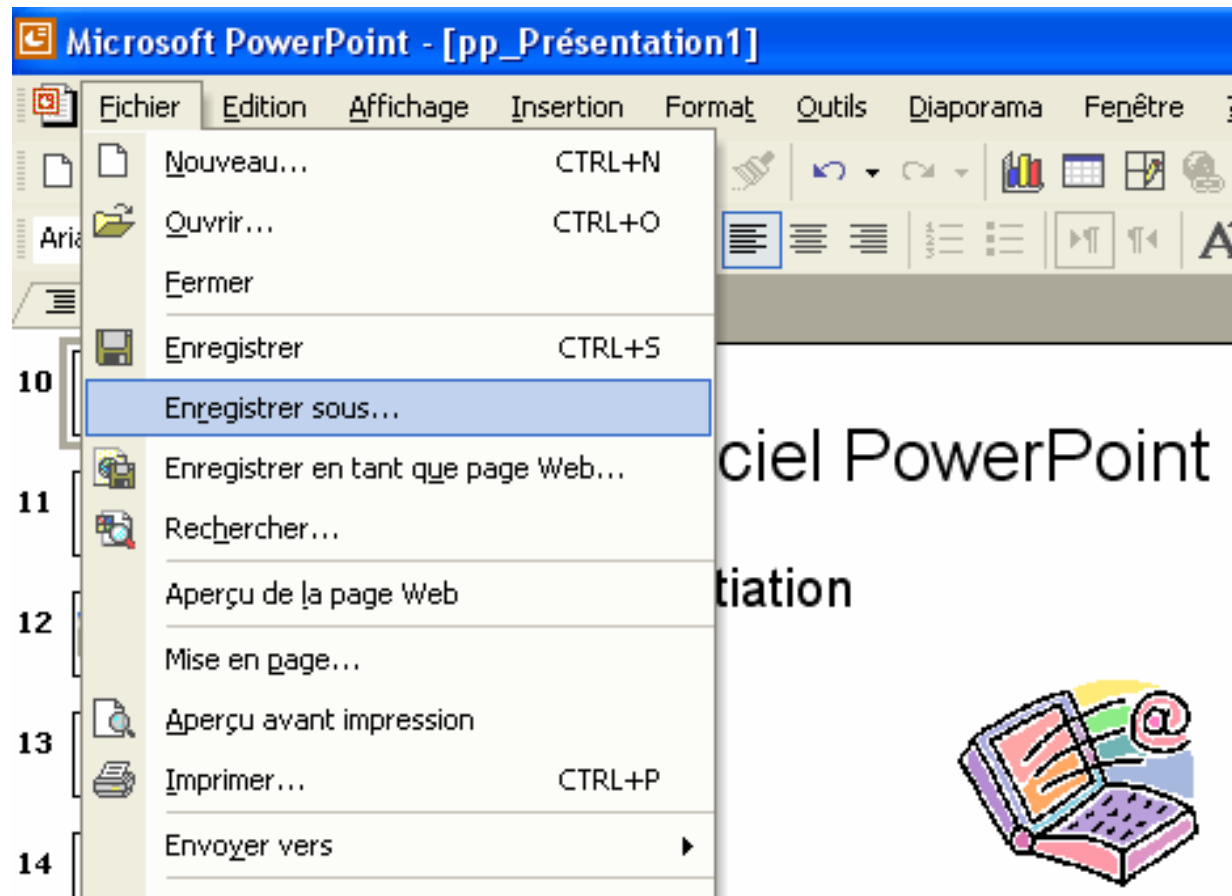 Microsoft PowerPoint - [pp_Présentation1]
Fichier Edition Affichage Insertion Format Outils Diaporama Fenêtre ?
Nouveau... CTRL+N
Ouvrir... CTRL+O
Fermer
Enregistrer CTRL+S
10
Enregistrer sous...
ciel PowerPoint
Enregistrer en tant que page Web...
11
Rechercher...
Aperçu de la page Web
tiation
12
Mise en page...
Aperçu avant impression
@
13
Imprimer... CTRL+P
Envoyer vers
14